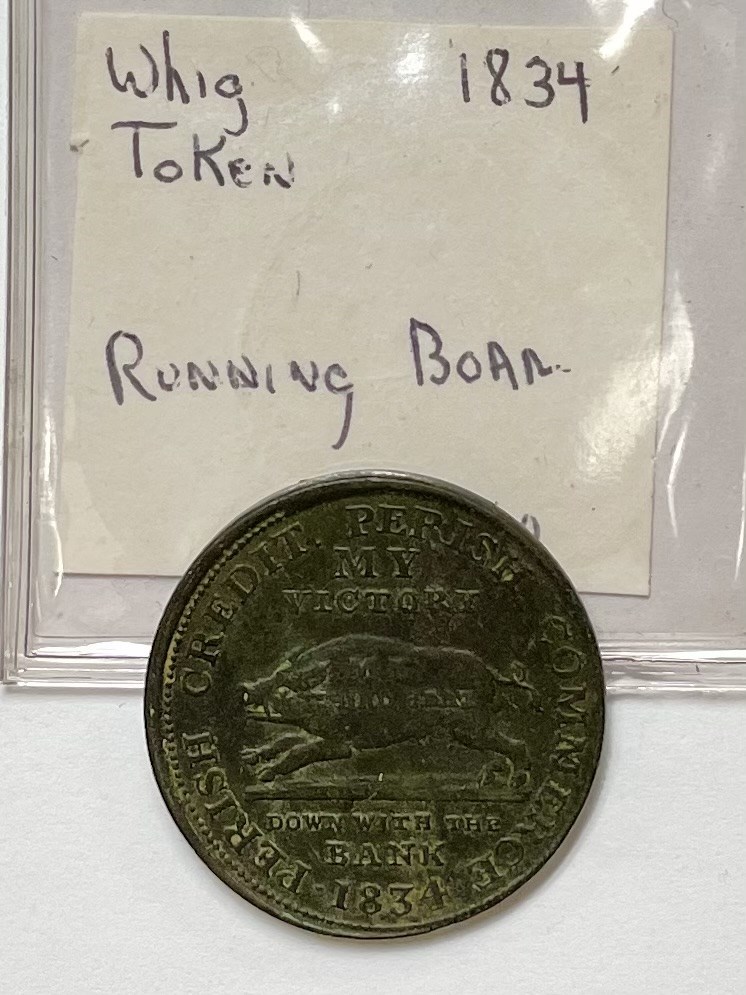 Whig 1834
Token
Running Boar
PERISH CREDIT. PERISH COMMERCE
MY
VICTORY
DOWN WITH THE
BANK
1834